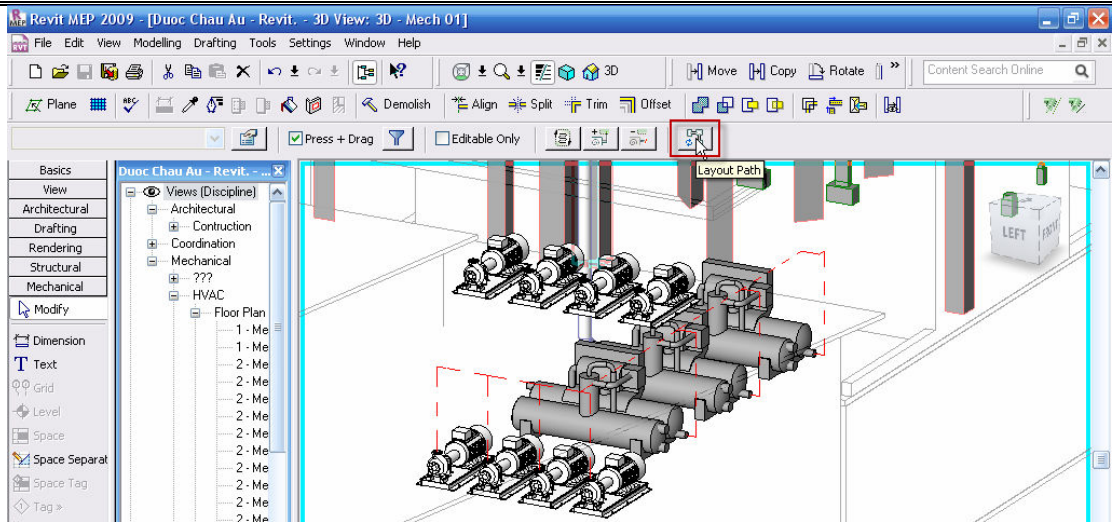 Revit MEP 2009 - [Duoc Chau Au - Revit. - 3D View: 3D - Mech 01]
File Edit View Modelling Drafting Tools Settings Window Help
3D Move Copy Rotate » Content Search Online
Plane Demolish Align Split Trim Offset
Press + Drag Editable Only
Layout Path
Basics
View
Architectural
Drafting
Rendering
Structural
Mechanical
Modify
Dimension
Text
Grid
Level
Space
Space Separat
Space Tag
Tag »
Duoc Chau Au - Revit. - ...
Views (Discipline)
Architectural
Contruction
Coordination
Mechanical
???
HVAC
Floor Plan
1 - Me
1 - Me
2 - Me
2 - Me
2 - Me
2 - Me
2 - Me
2 - Me
2 - Me
2 - Me
2 - Me
LEFT FRONT